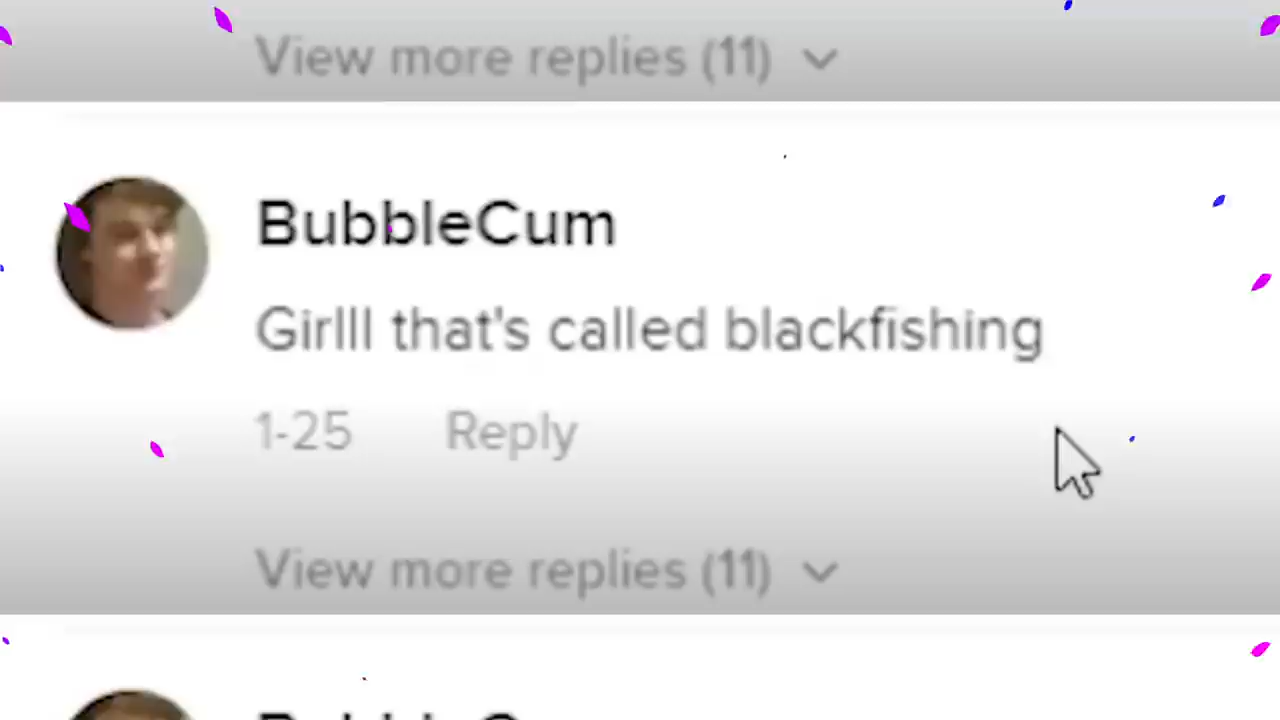 View more replies (11)
BubbleCum
Girlll that's called blackfishing
1-25 Reply
View more replies (11)